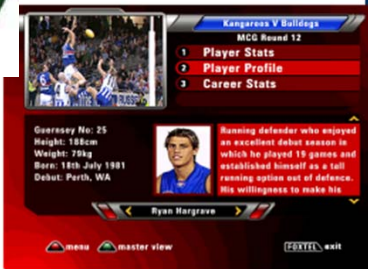 Kangaroos V Bulldogs
MCG Round 12
1 Player Stats
2 Player Profile
3 Career Stats
Guernsey No: 25
Height: 188cm
Weight: 79kg
Born: 18th July 1981
Debut: Perth, WA
Running defender who enjoyed
an excellent debut season in
which he played 19 games and
established himself as a tall
running option out of defence.
His willingness to make his
Ryan Hargrave
menu
master view
FOXTEL exit